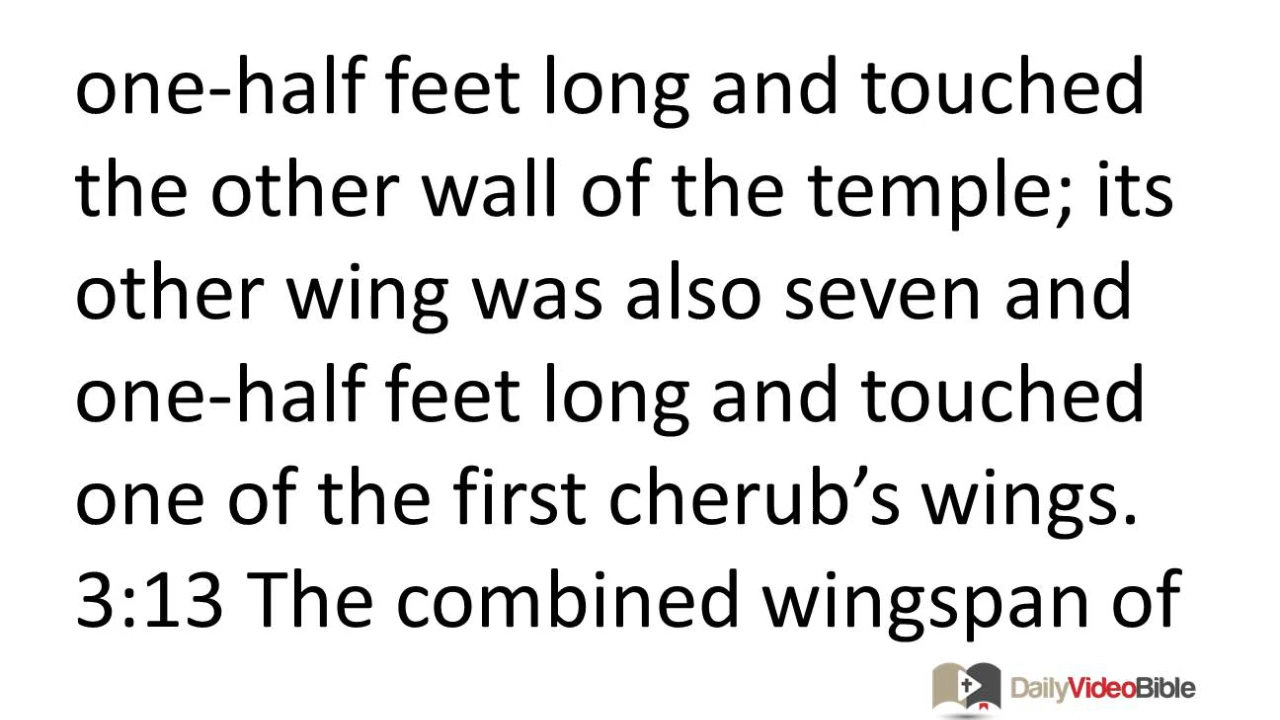 one-half feet long and touched
the other wall of the temple; its
other wing was also seven and
one-half feet long and touched
one of the first cherub’s wings.
3:13 The combined wingspan of
DailyVideoBible